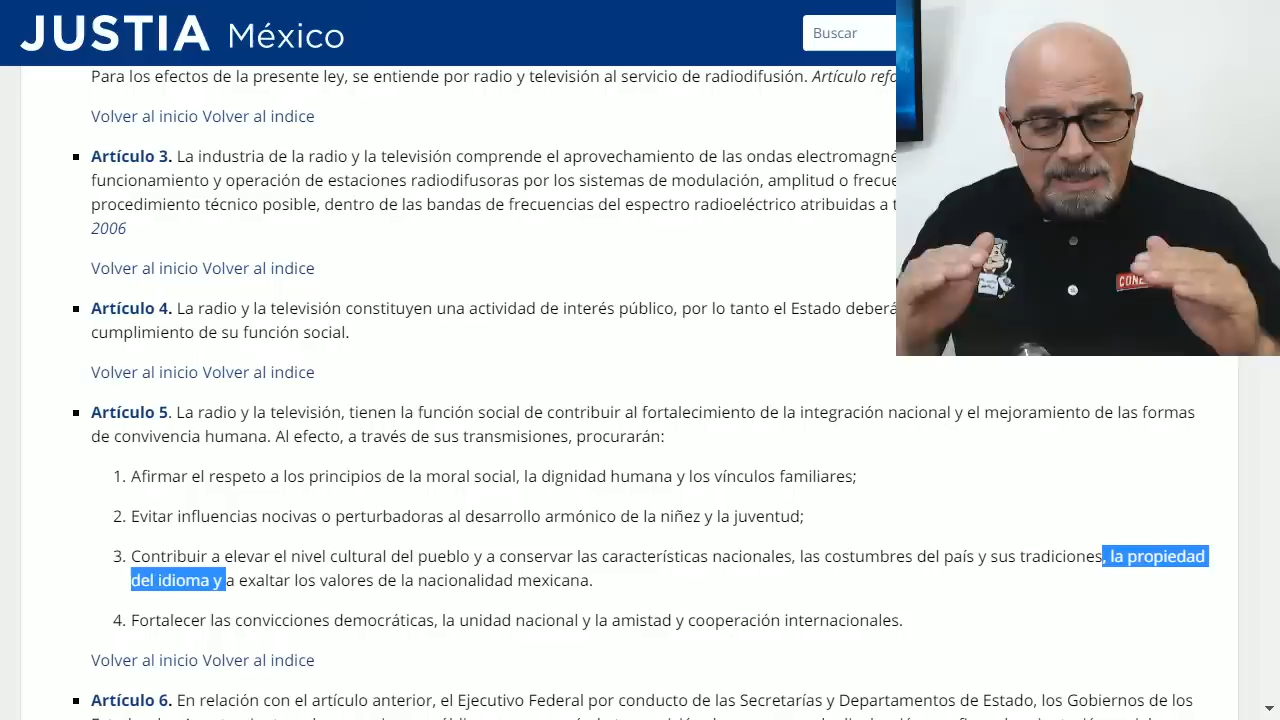 JUSTIA México
Buscar
Para los efectos de la presente ley, se entiende por radio y televisión al servicio de radiodifusión. Artículo
Volver al inicio Volver al indice
Artículo 3. La industria de la radio y la televisión comprende el aprovechamiento de las ondas
funcionamiento y operación de estaciones radiodifusoras por los sistemas de modulación, amplitud o
procedimiento técnico posible, dentro de las bandas de frecuencias del espectro radioeléctrico atribuidas a
2006
Volver al inicio Volver al indice
Artículo 4. La radio y la televisión constituyen una actividad de interés público, por lo tanto el Estado deberá
cumplimiento de su función social.
Volver al inicio Volver al indice
Artículo 5. La radio y la televisión, tienen la función social de contribuir al fortalecimiento de la integración nacional y el mejoramiento de las formas
de convivencia humana. Al efecto, a través de sus transmisiones, procurarán:
1. Afirmar el respeto a los principios de la moral social, la dignidad humana y los vínculos familiares;
2. Evitar influencias nocivas o perturbadoras al desarrollo armónico de la niñez y la juventud;
3. Contribuir a elevar el nivel cultural del pueblo y a conservar las características nacionales, las costumbres del país y sus tradiciones, la propiedad
del idioma y a exaltar los valores de la nacionalidad mexicana.
4. Fortalecer las convicciones democráticas, la unidad nacional y la amistad y cooperación internacionales.
Volver al inicio Volver al indice
Artículo 6. En relación con el artículo anterior, el Ejecutivo Federal por conducto de las Secretarías y Departamentos de Estado, los Gobiernos de los